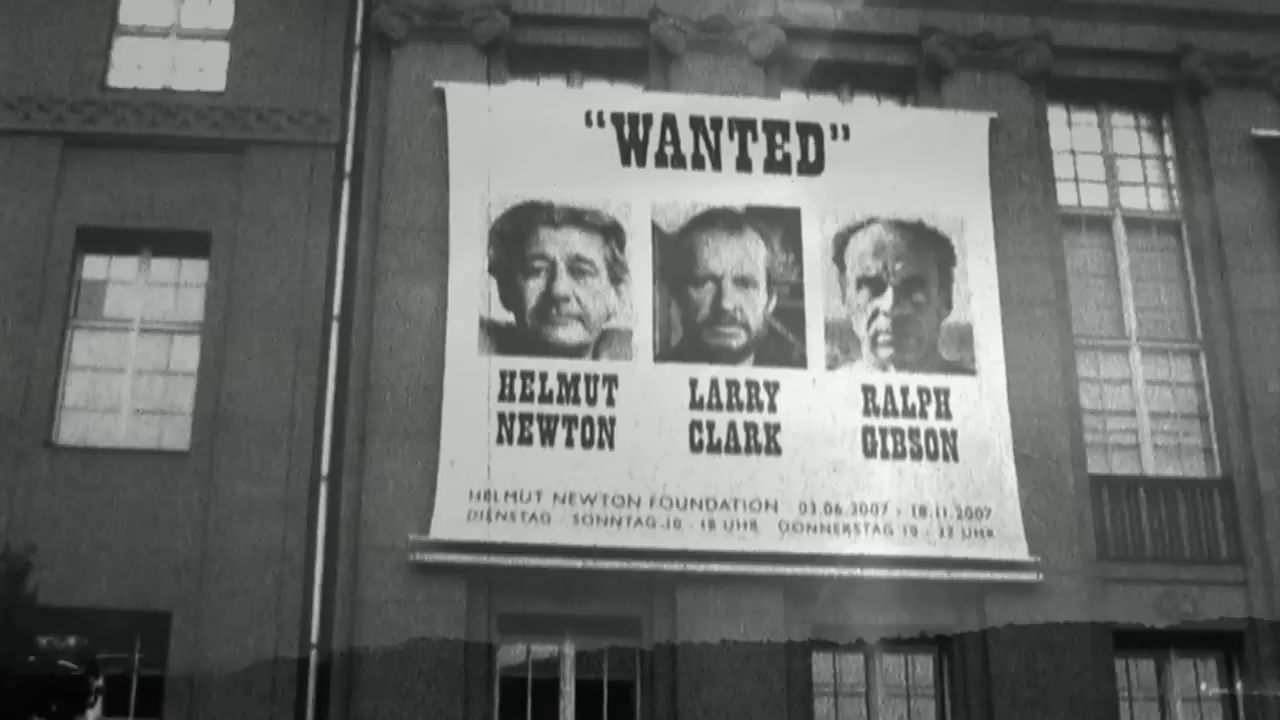 "WANTED"
HELMUT NEWTON
LARRY CLARK
RALPH GIBSON
HELMUT NEWTON FOUNDATION 03.06.2007 - 18.11.2007
DIENSTAG - SONNTAG 10 - 18 UHR DONNERSTAG 10 - 22 UHR